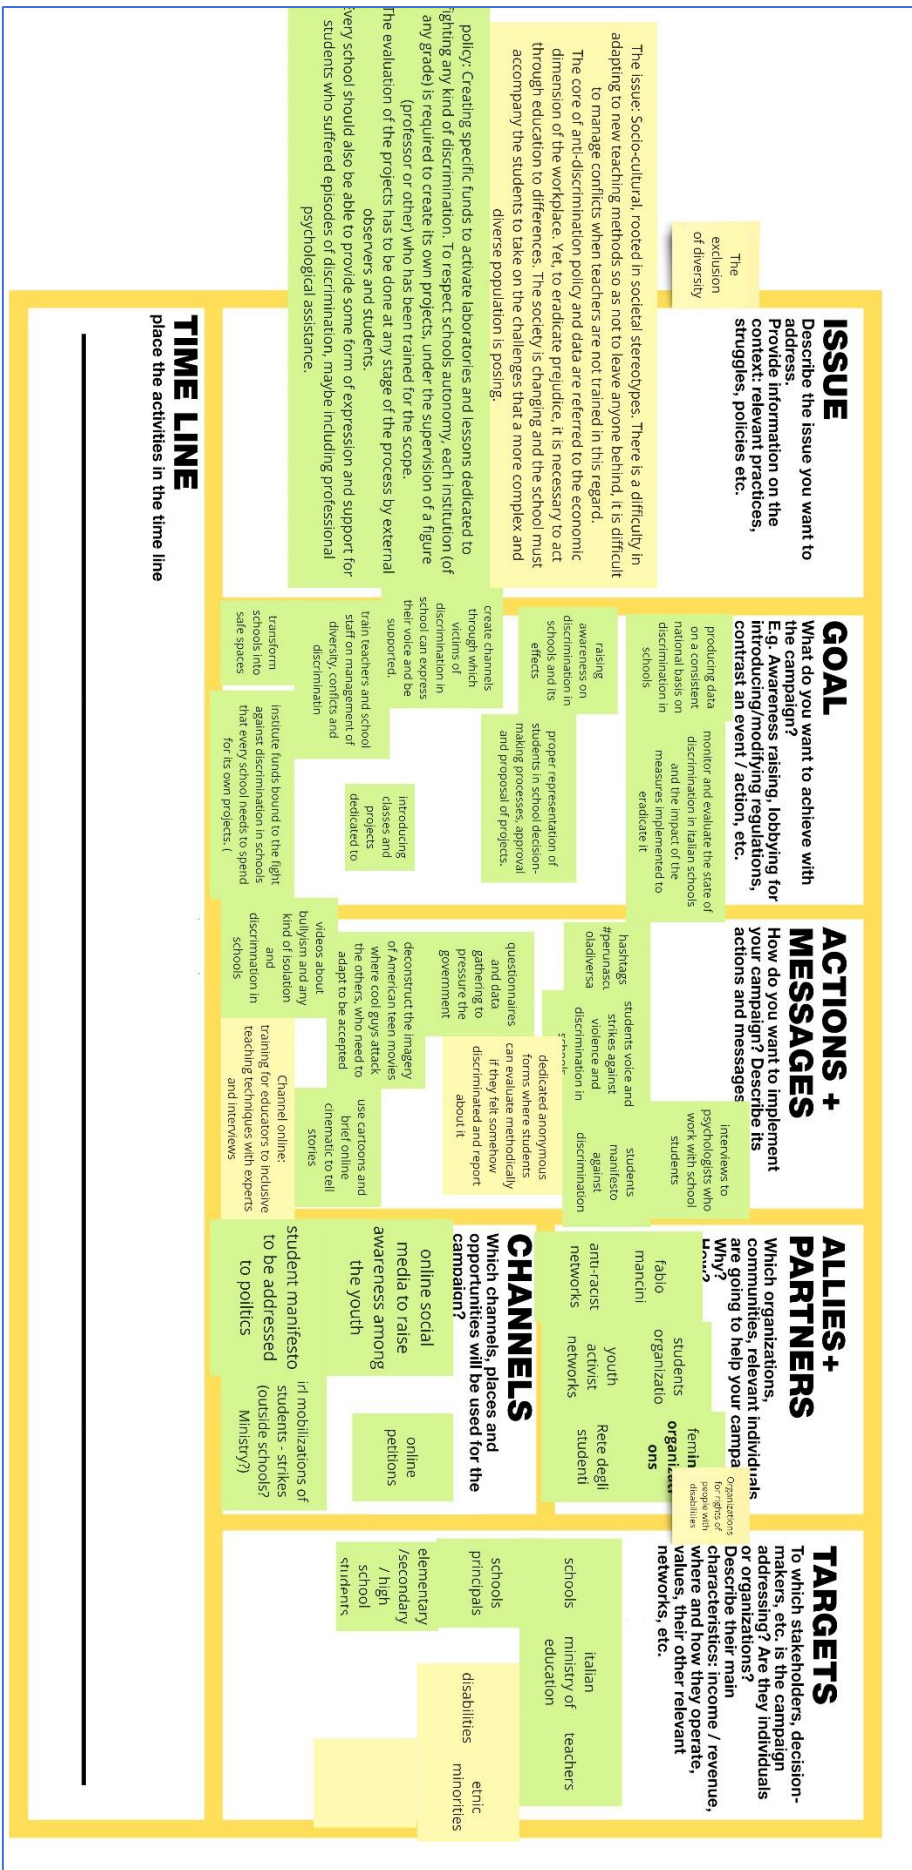 ISSUE
Describe the issue you want to
address.
Provide information on the
context: relevant practices,
struggles, policies etc.
The
exclusion
of diversity
The issue: Socio-cultural, rooted in societal stereotypes. There is a difficulty in
adapting to new teaching methods so as not to leave anyone behind, it is difficult
to manage conflicts when teachers are not trained in this regard.
The core of anti-discrimination policy and data are referred to the economic
dimension of the workplace. Yet, to eradicate prejudice, it is necessary to act
through education to differences. The society is changing and the school must
accompany the students to take on the challenges that a more complex and
diverse population is posing.
policy: Creating specific funds to activate laboratories and lessons dedicated to
fighting any kind of discrimination. To respect schools autonomy, each institution (of
any grade) is required to create its own projects, under the supervision of a figure
(professor or other) who has been trained for the scope.
The evaluation of the projects has to be done at any stage of the process by external
observers and students.
Every school should also be able to provide some form of expression and support for
students who suffered episodes of discrimination, maybe including professional
psychological assistance.
GOAL
What do you want to achieve with
the campaign?
E.g. Awareness raising, lobbying for
introducing/modifying regulations,
contrast an event / action, etc.
producing data
on a consistent
national basis on
discrimination in
schools
monitor and evaluate the state of
discrimination in italian schools
and the impact of the
measures implemented to
eradicate it
raising
awareness on
discrimination in
schools and its
effects
proper representation of
students in school decision-
making processes, approval
and proposal of projects.
create channels
through which
victims of
discrimination in
school can express
their voice and be
supported.
introducing
classes and
projects
dedicated to
train teachers and school
staff on management of
diversity, conflicts and
discriminatin
transform
schools into
safe spaces
institute funds bound to the fight
against discrimination in schools
that every school needs to spend
for its own projects. (
ACTIONS +
MESSAGES
How do you want to implement
your campaign? Describe its
actions and messages
interviews to
psychologists who
work with school
students
hashtags
#perunascu
oladiversa
students voice and
strikes against
violence and
discrimination in
schools
students
manifesto
against
discrimination
questionnaires
and data
gathering to
pressure the
government
dedicated anonymous
forms where students
can evaluate methodically
if they felt somehow
discriminated and report
about it
deconstruct the imagery
of American teen movies
where cool guys attack
the others, who need to
adapt to be accepted
use cartoons and
brief online
cinematic to tell
stories
videos about
bullyism and any
kind of isolation
and
discrimnation in
schools
Channel online:
training for educators to inclusive
teaching techniques with experts
and interviews
ALLIES+
PARTNERS
Which organizations,
communities, relevant individuals
are going to help your campa
Why?
How?
fabio
mancini
students
organizatio
femin
organizati
ons
anti-racist
networks
youth
activist
networks
Rete degli
studenti
Organizations
for rights of
people with
disabilities
CHANNELS
Which channels, places and
opportunities will be used for the
campaign?
online social
media to raise
awareness among
the youth
online
petitions
student manifesto
to be addressed
to poiltics
irl mobilizations of
students - strikes
(outside schools?
Ministry?)
TARGETS
To which stakeholders, decision-
makers, etc. is the campaign
addressing? Are they individuals
or organizations?
Describe their main
characteristics: income / revenue,
where and how they operate,
values, their other relevant
networks, etc.
schools
italian
ministry of
education
teachers
schools
principals
disabilities
etnic
minorities
elementary
/secondary
/ high
school
students
TIME LINE
place the activities in the time line